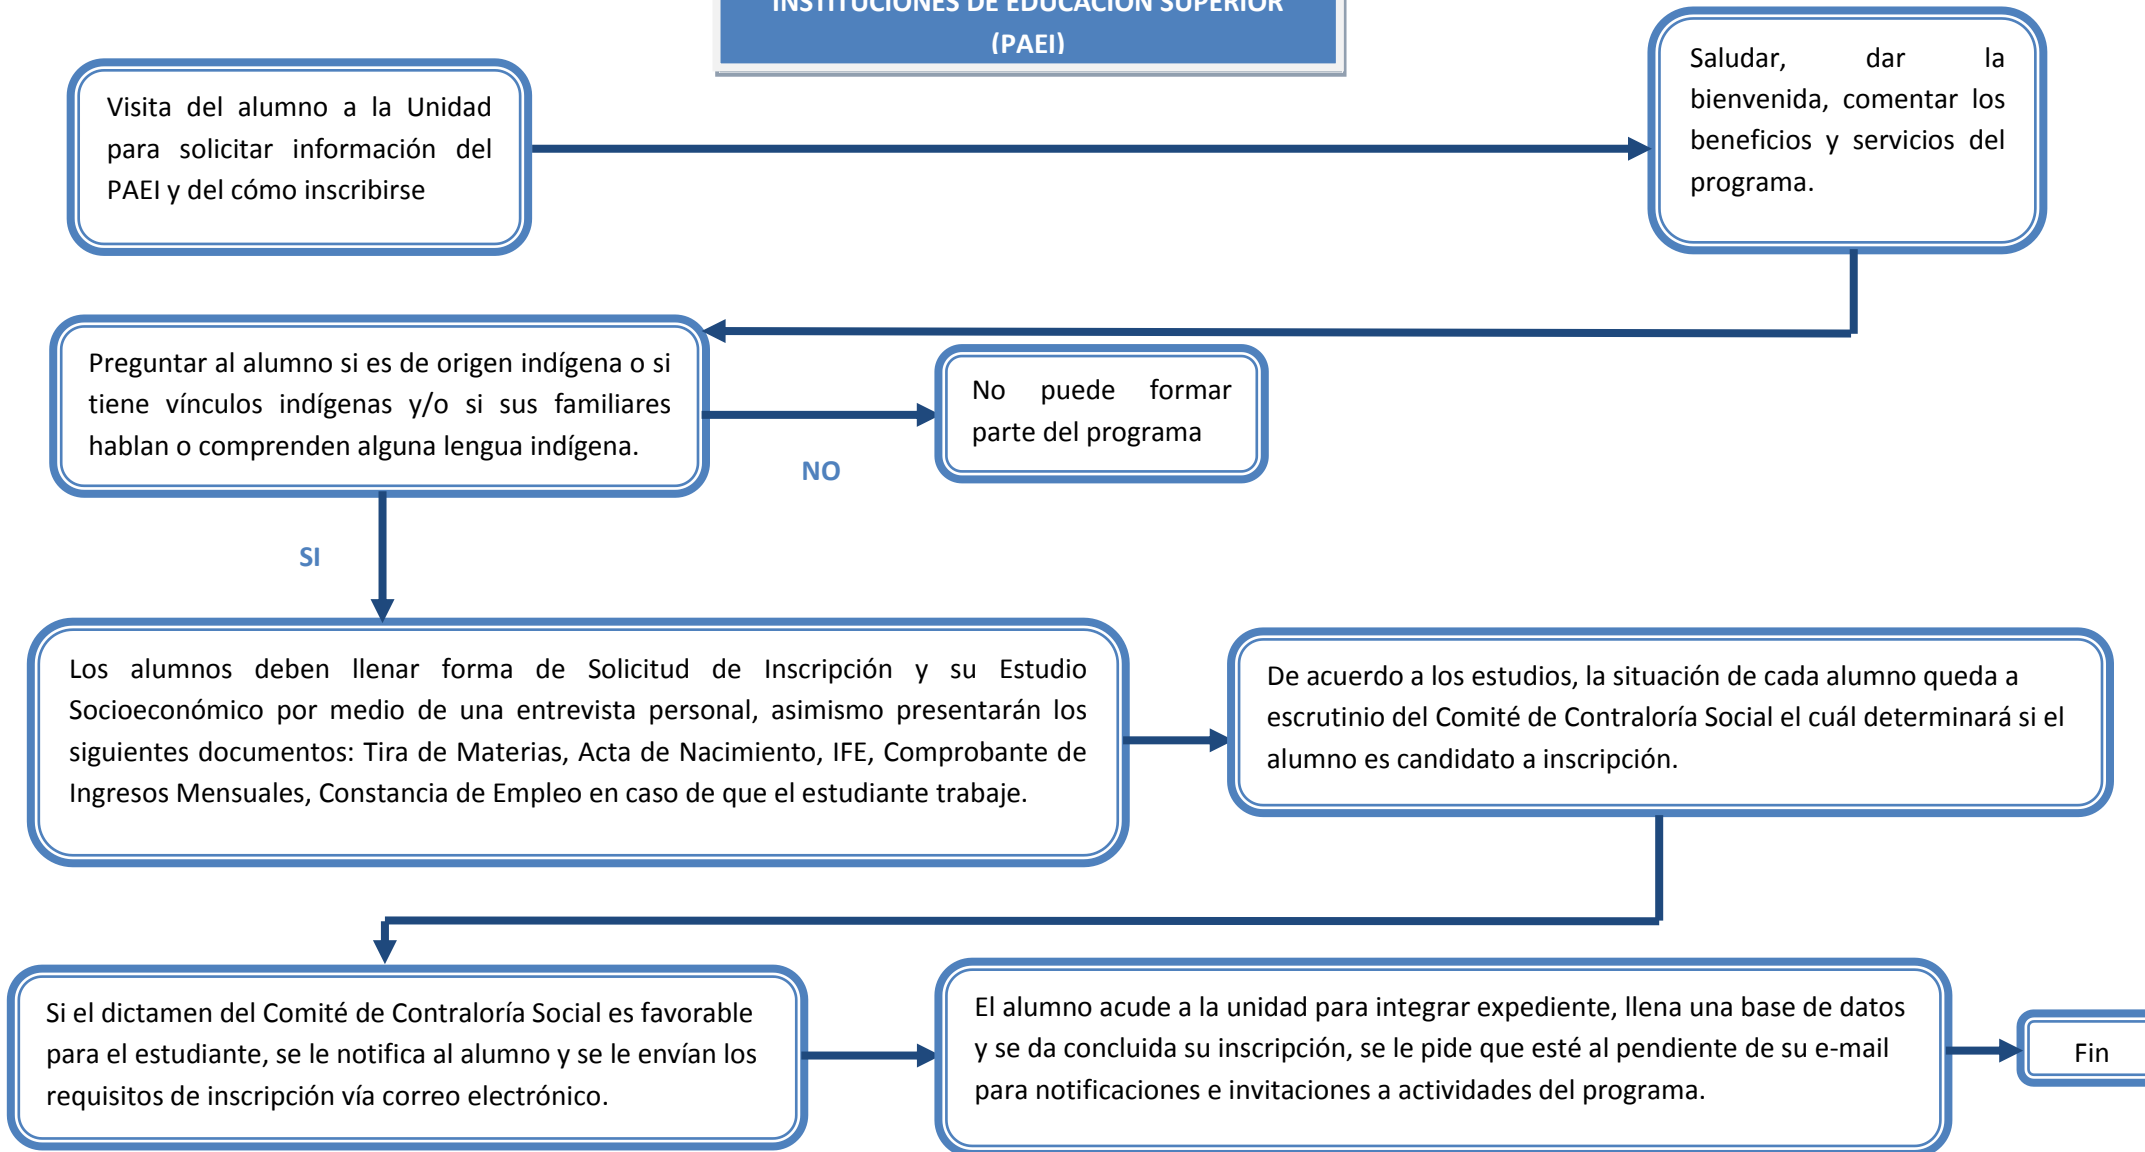 INSTITUCIONES DE EDUCACIÓN SUPERIOR
(PAEI)
Visita del alumno a la Unidad
para solicitar información del
PAEI y del cómo inscribirse
Saludar, dar la
bienvenida, comentar los
beneficios y servicios del
programa.
Preguntar al alumno si es de origen indígena o si
tiene vínculos indígenas y/o si sus familiares
hablan o comprenden alguna lengua indígena.
No puede formar
parte del programa
NO
SI
Los alumnos deben llenar forma de Solicitud de Inscripción y su Estudio
Socioeconómico por medio de una entrevista personal, asimismo presentarán los
siguientes documentos: Tira de Materias, Acta de Nacimiento, IFE, Comprobante de
Ingresos Mensuales, Constancia de Empleo en caso de que el estudiante trabaje.
De acuerdo a los estudios, la situación de cada alumno queda a
escrutinio del Comité de Contraloría Social el cuál determinará si el
alumno es candidato a inscripción.
Si el dictamen del Comité de Contraloría Social es favorable
para el estudiante, se le notifica al alumno y se le envían los
requisitos de inscripción vía correo electrónico.
El alumno acude a la unidad para integrar expediente, llena una base de datos
y se da concluida su inscripción, se le pide que esté al pendiente de su e-mail
para notificaciones e invitaciones a actividades del programa.
Fin